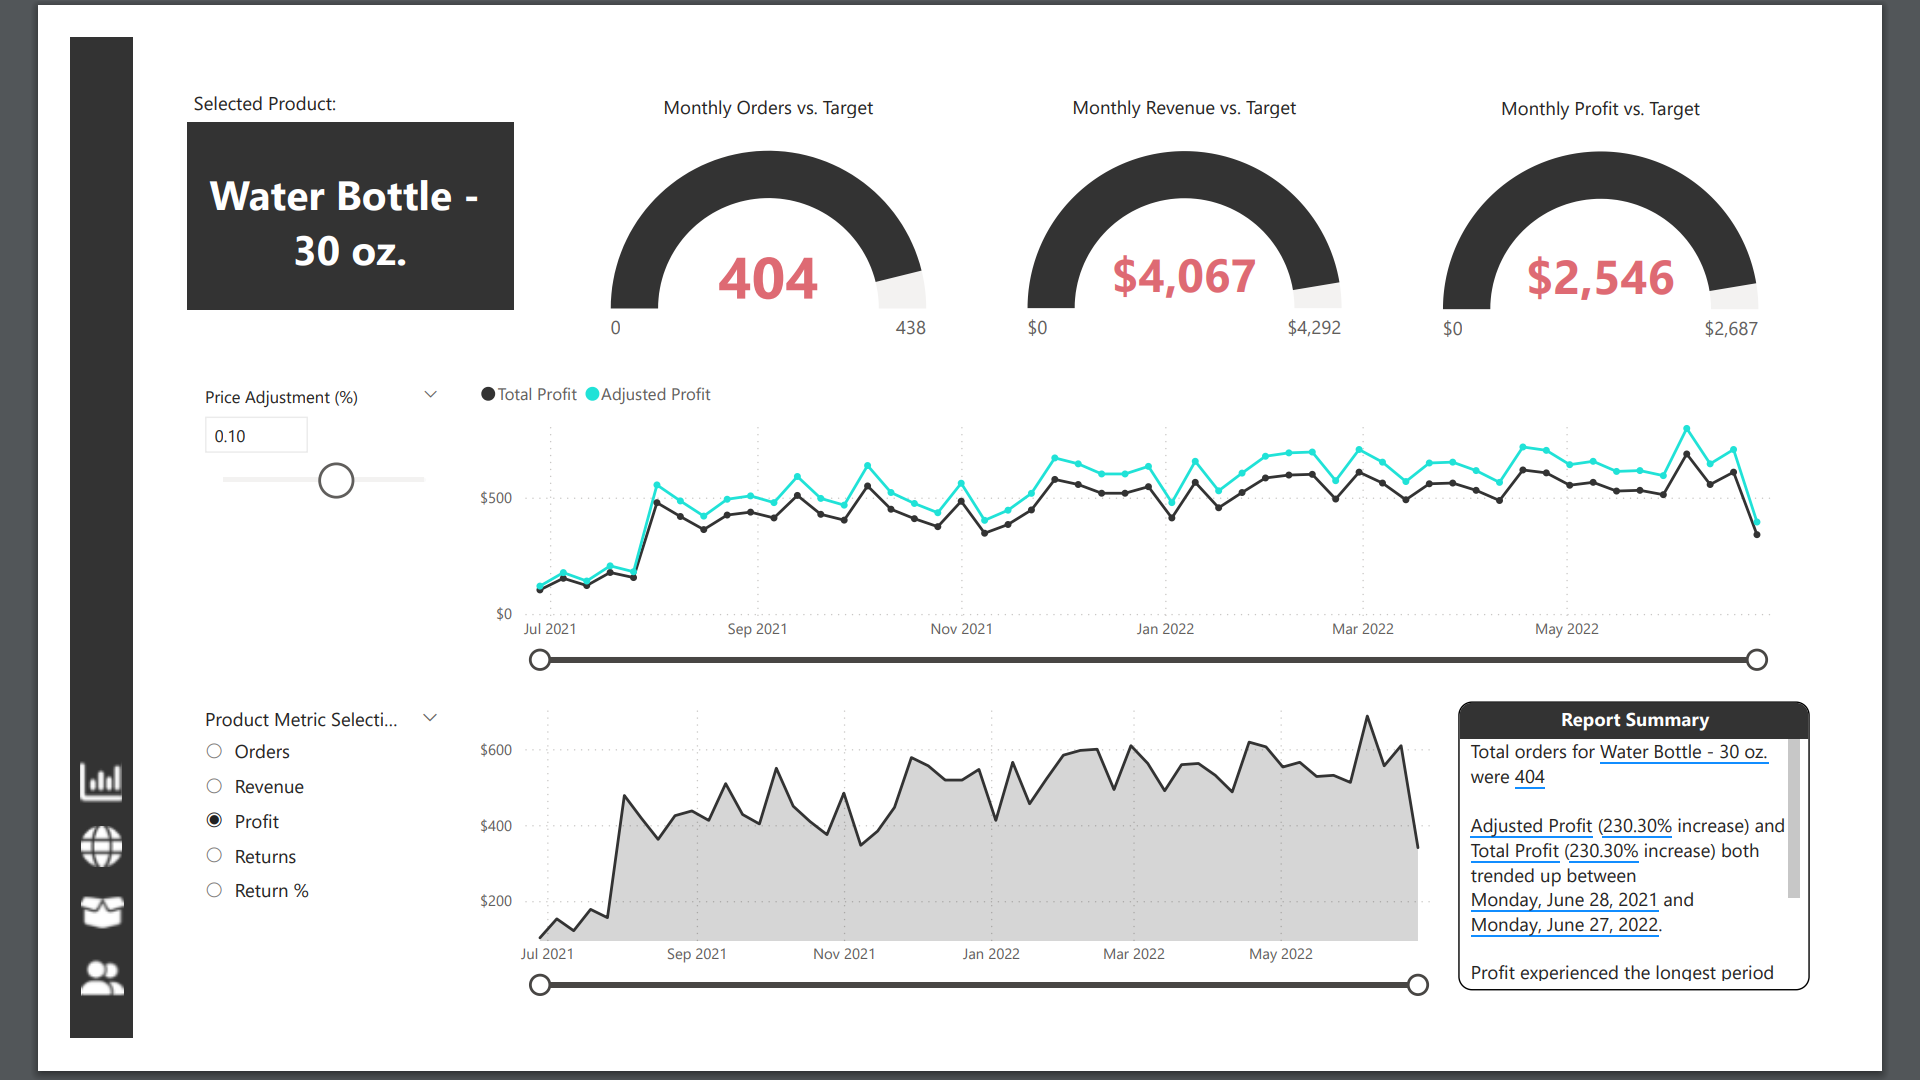 Selected Product:
Water Bottle -
30 oz.
Monthly Orders vs. Target
404
0
438
Monthly Revenue vs. Target
$4,067
$0
$4,292
Monthly Profit vs. Target
$2,546
$0
$2,687
Price Adjustment (%)
0.10
Total Profit Adjusted Profit
$500
$0
Jul 2021 Sep 2021 Nov 2021 Jan 2022 Mar 2022 May 2022
Product Metric Selecti...
Orders
Revenue
Profit
Returns
Return %
$600
$400
$200
Jul 2021 Sep 2021 Nov 2021 Jan 2022 Mar 2022 May 2022
Report Summary
Total orders for Water Bottle - 30 oz.
were 404
Adjusted Profit (230.30% increase) and
Total Profit (230.30% increase) both
trended up between
Monday, June 28, 2021 and
Monday, June 27, 2022.
Profit experienced the longest period